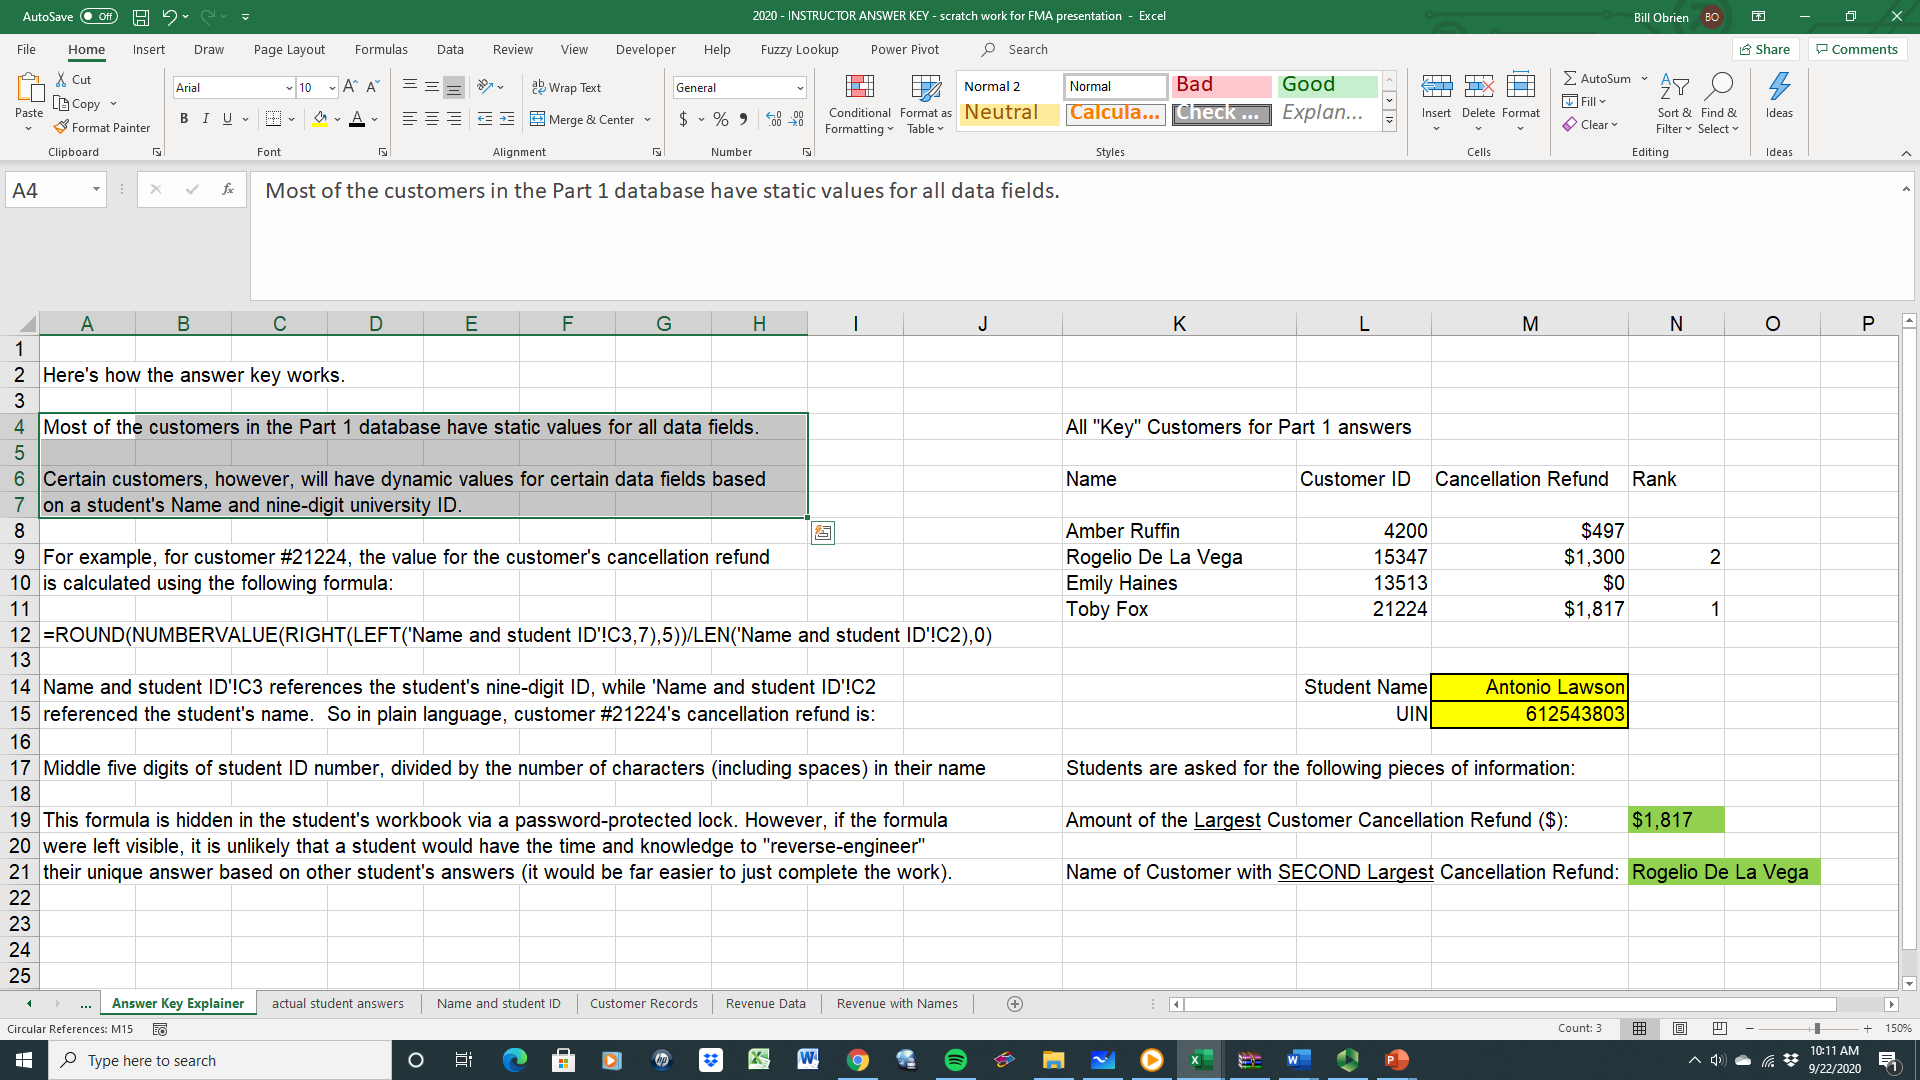 AutoSave Off 2020 - INSTRUCTOR ANSWER KEY - scratch work for FMA presentation - Excel Bill Obrien BO
File Home Insert Draw Page Layout Formulas Data Review View Developer Help Fuzzy Lookup Power Pivot Search Share Comments
Paste Cut Copy Format Painter Clipboard
Arial 10 A A B I U A Font
Wrap Text Merge & Center Alignment
General $ % Number
Conditional Formatting Format as Table
Normal 2 Normal Bad Good
Neutral Calcula... Check ... Explan...
Styles
Insert Delete Format Cells
AutoSum Fill Clear Sort & Filter Find & Select Editing
Ideas Ideas
A4 fx Most of the customers in the Part 1 database have static values for all data fields.
A B C D E F G H I J K L M N O P
1
2 Here's how the answer key works.
3
4 Most of the customers in the Part 1 database have static values for all data fields. All "Key" Customers for Part 1 answers
5
6 Certain customers, however, will have dynamic values for certain data fields based Name Customer ID Cancellation Refund Rank
7 on a student's Name and nine-digit university ID.
8 Amber Ruffin 4200 $497
9 For example, for customer #21224, the value for the customer's cancellation refund Rogelio De La Vega 15347 $1,300 2
10 is calculated using the following formula: Emily Haines 13513 $0
11 Toby Fox 21224 $1,817 1
12 =ROUND(NUMBERVALUE(RIGHT(LEFT('Name and student ID'!C3,7),5))/LEN('Name and student ID'!C2),0)
13
14 Name and student ID'!C3 references the student's nine-digit ID, while 'Name and student ID'!C2 Student Name Antonio Lawson
15 referenced the student's name. So in plain language, customer #21224's cancellation refund is: UIN 612543803
16
17 Middle five digits of student ID number, divided by the number of characters (including spaces) in their name Students are asked for the following pieces of information:
18
19 This formula is hidden in the student's workbook via a password-protected lock. However, if the formula Amount of the Largest Customer Cancellation Refund ($): $1,817
20 were left visible, it is unlikely that a student would have the time and knowledge to "reverse-engineer"
21 their unique answer based on other student's answers (it would be far easier to just complete the work). Name of Customer with SECOND Largest Cancellation Refund: Rogelio De La Vega
22
23
24
25
... Answer Key Explainer actual student answers Name and student ID Customer Records Revenue Data Revenue with Names
Circular References: M15 Count: 3 150%
Type here to search 10:11 AM
9/22/2020 1